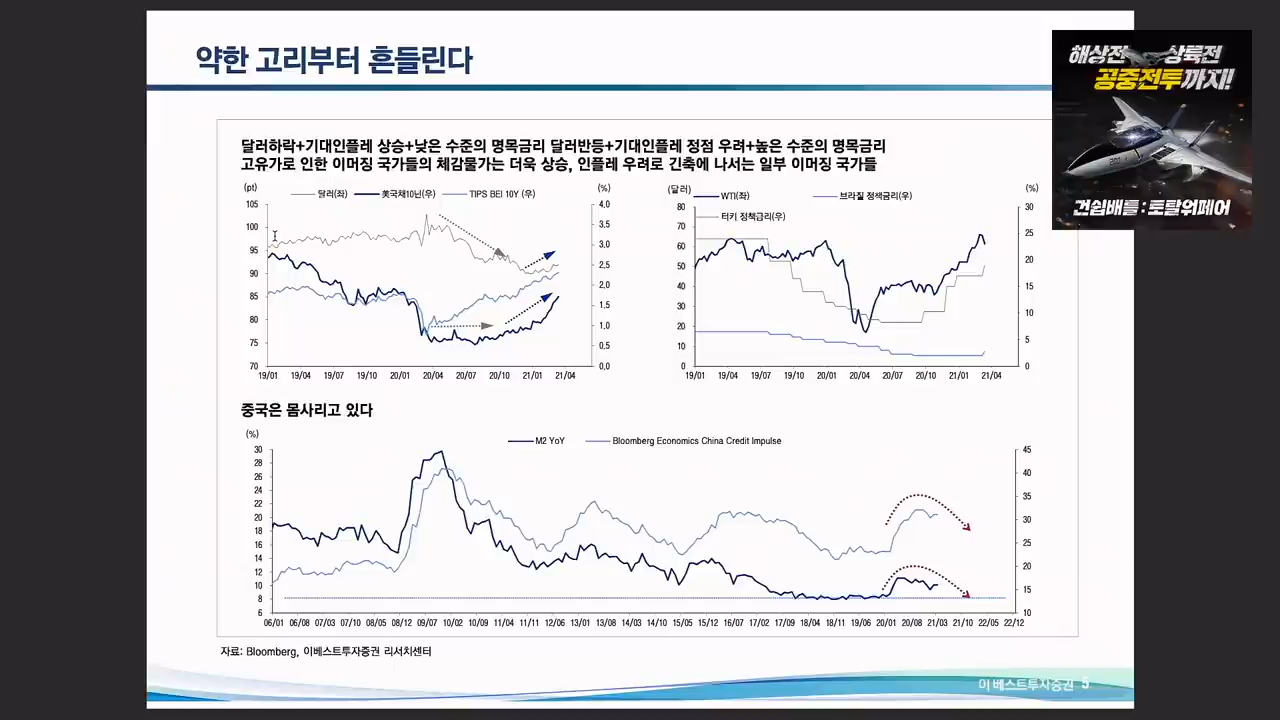 약한 고리부터 흔들린다
해상전 상륙전
공중전투까지!
건쉽배틀:토탈워페어
달러하락+기대인플레 상승+낮은 수준의 명목금리 달러반등+기대인플레 정점 우려+높은 수준의 명목금리
고유가로 인한 이머징 국가들의 체감물가는 더욱 상승, 인플레 우려로 긴축에 나서는 일부 이머징 국가들
(pt) 달러(좌) 美국채10년(우) TIPS BEI 10Y (우) (%)
105 4.0
100 3.5
95 3.0
90 2.5
85 2.0
80 1.5
75 1.0
70 0.5
0.0
19/01 19/04 19/07 19/10 20/01 20/04 20/07 20/10 21/01 21/04
(달러) WTI(좌) 브라질 정책금리(우) (%)
터키 정책금리(우)
80 30
70 25
60 20
50 15
40 10
30 5
20 0
10
0
19/01 19/04 19/07 19/10 20/01 20/04 20/07 20/10 21/01 21/04
중국은 몸사리고 있다
(%) M2 YoY Bloomberg Economics China Credit Impulse
30 45
28 40
26 35
24 30
22 25
20 20
18 15
16 10
14
12
10
8
6
06/01 06/08 07/03 07/10 08/05 08/12 09/07 10/02 10/09 11/04 11/11 12/06 13/01 13/08 14/03 14/10 15/05 15/12 16/07 17/02 17/09 18/04 18/11 19/06 20/01 20/08 21/03 21/10 22/05 22/12
자료: Bloomberg, 이베스트투자증권 리서치센터
이베스트투자증권 5